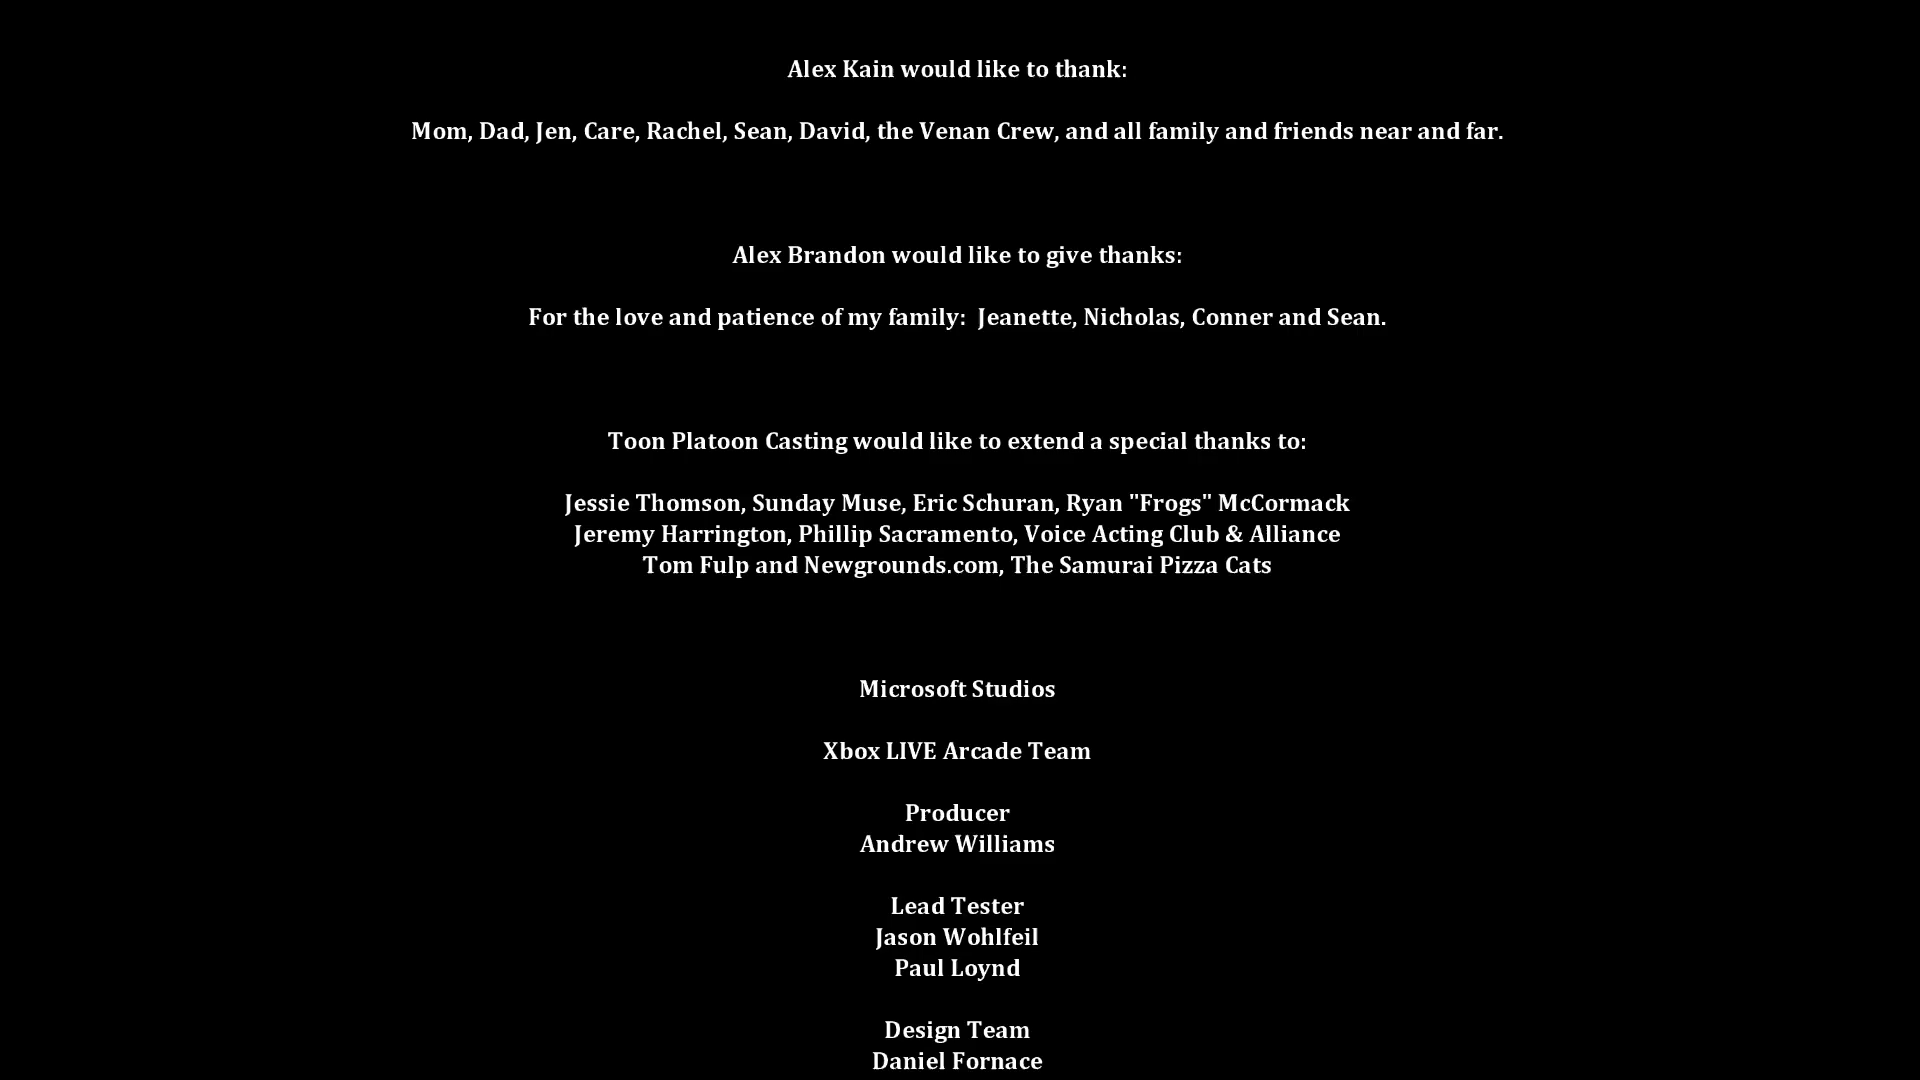 Alex Kain would like to thank:
Mom, Dad, Jen, Care, Rachel, Sean, David, the Venan Crew, and all family and friends near and far.
Alex Brandon would like to give thanks:
For the love and patience of my family:  Jeanette, Nicholas, Conner and Sean.
Toon Platoon Casting would like to extend a special thanks to:
Jessie Thomson, Sunday Muse, Eric Schuran, Ryan "Frogs" McCormack
Jeremy Harrington, Phillip Sacramento, Voice Acting Club & Alliance
Tom Fulp and Newgrounds.com, The Samurai Pizza Cats
Microsoft Studios
Xbox LIVE Arcade Team
Producer
Andrew Williams
Lead Tester
Jason Wohlfeil
Paul Loynd
Design Team
Daniel Fornace